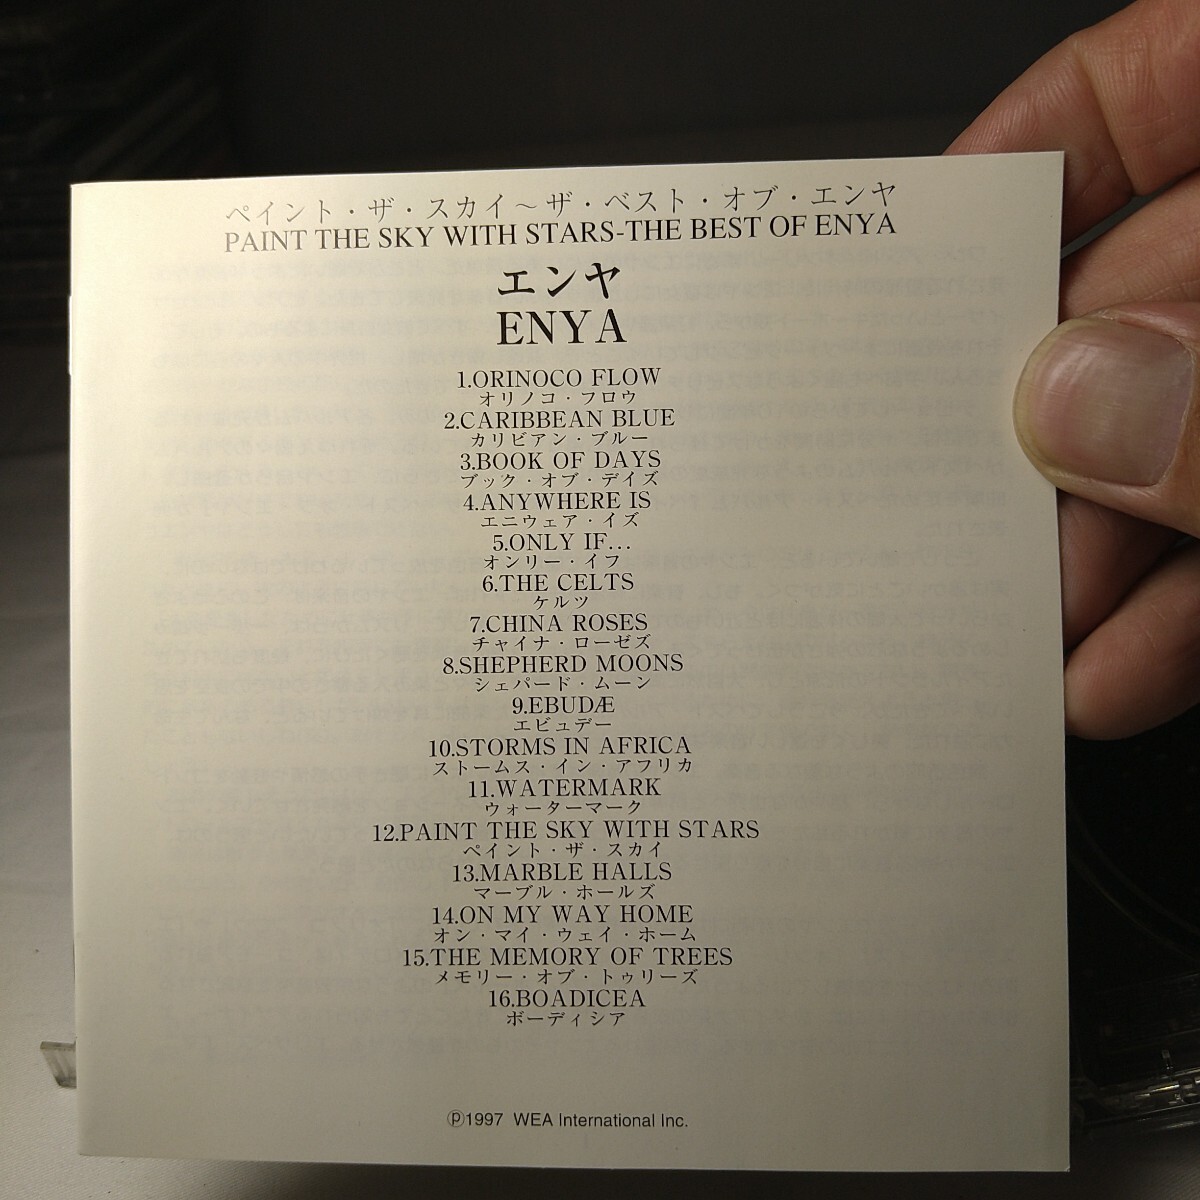 ペイント・ザ・スカイ～ザ・ベスト・オブ・エンヤ
PAINT THE SKY WITH STARS-THE BEST OF ENYA
エンヤ
ENYA
1.ORINOCO FLOW
オリノコ・フロウ
2.CARIBBEAN BLUE
カリビアン・ブルー
3.BOOK OF DAYS
ブック・オブ・デイズ
4.ANYWHERE IS
エニウェア・イズ
5.ONLY IF...
オンリー・イフ
6.THE CELTS
ケルツ
7.CHINA ROSES
チャイナ・ローゼズ
8.SHEPHERD MOONS
シェパード・ムーン
9.EBUDÆ
エビュデー
10.STORMS IN AFRICA
ストームス・イン・アフリカ
11.WATERMARK
ウォーターマーク
12.PAINT THE SKY WITH STARS
ペイント・ザ・スカイ
13.MARBLE HALLS
マーブル・ホールズ
14.ON MY WAY HOME
オン・マイ・ウェイ・ホーム
15.THE MEMORY OF TREES
メモリー・オブ・トゥリーズ
16.BOADICEA
ボーディシア
℗1997 WEA International Inc.